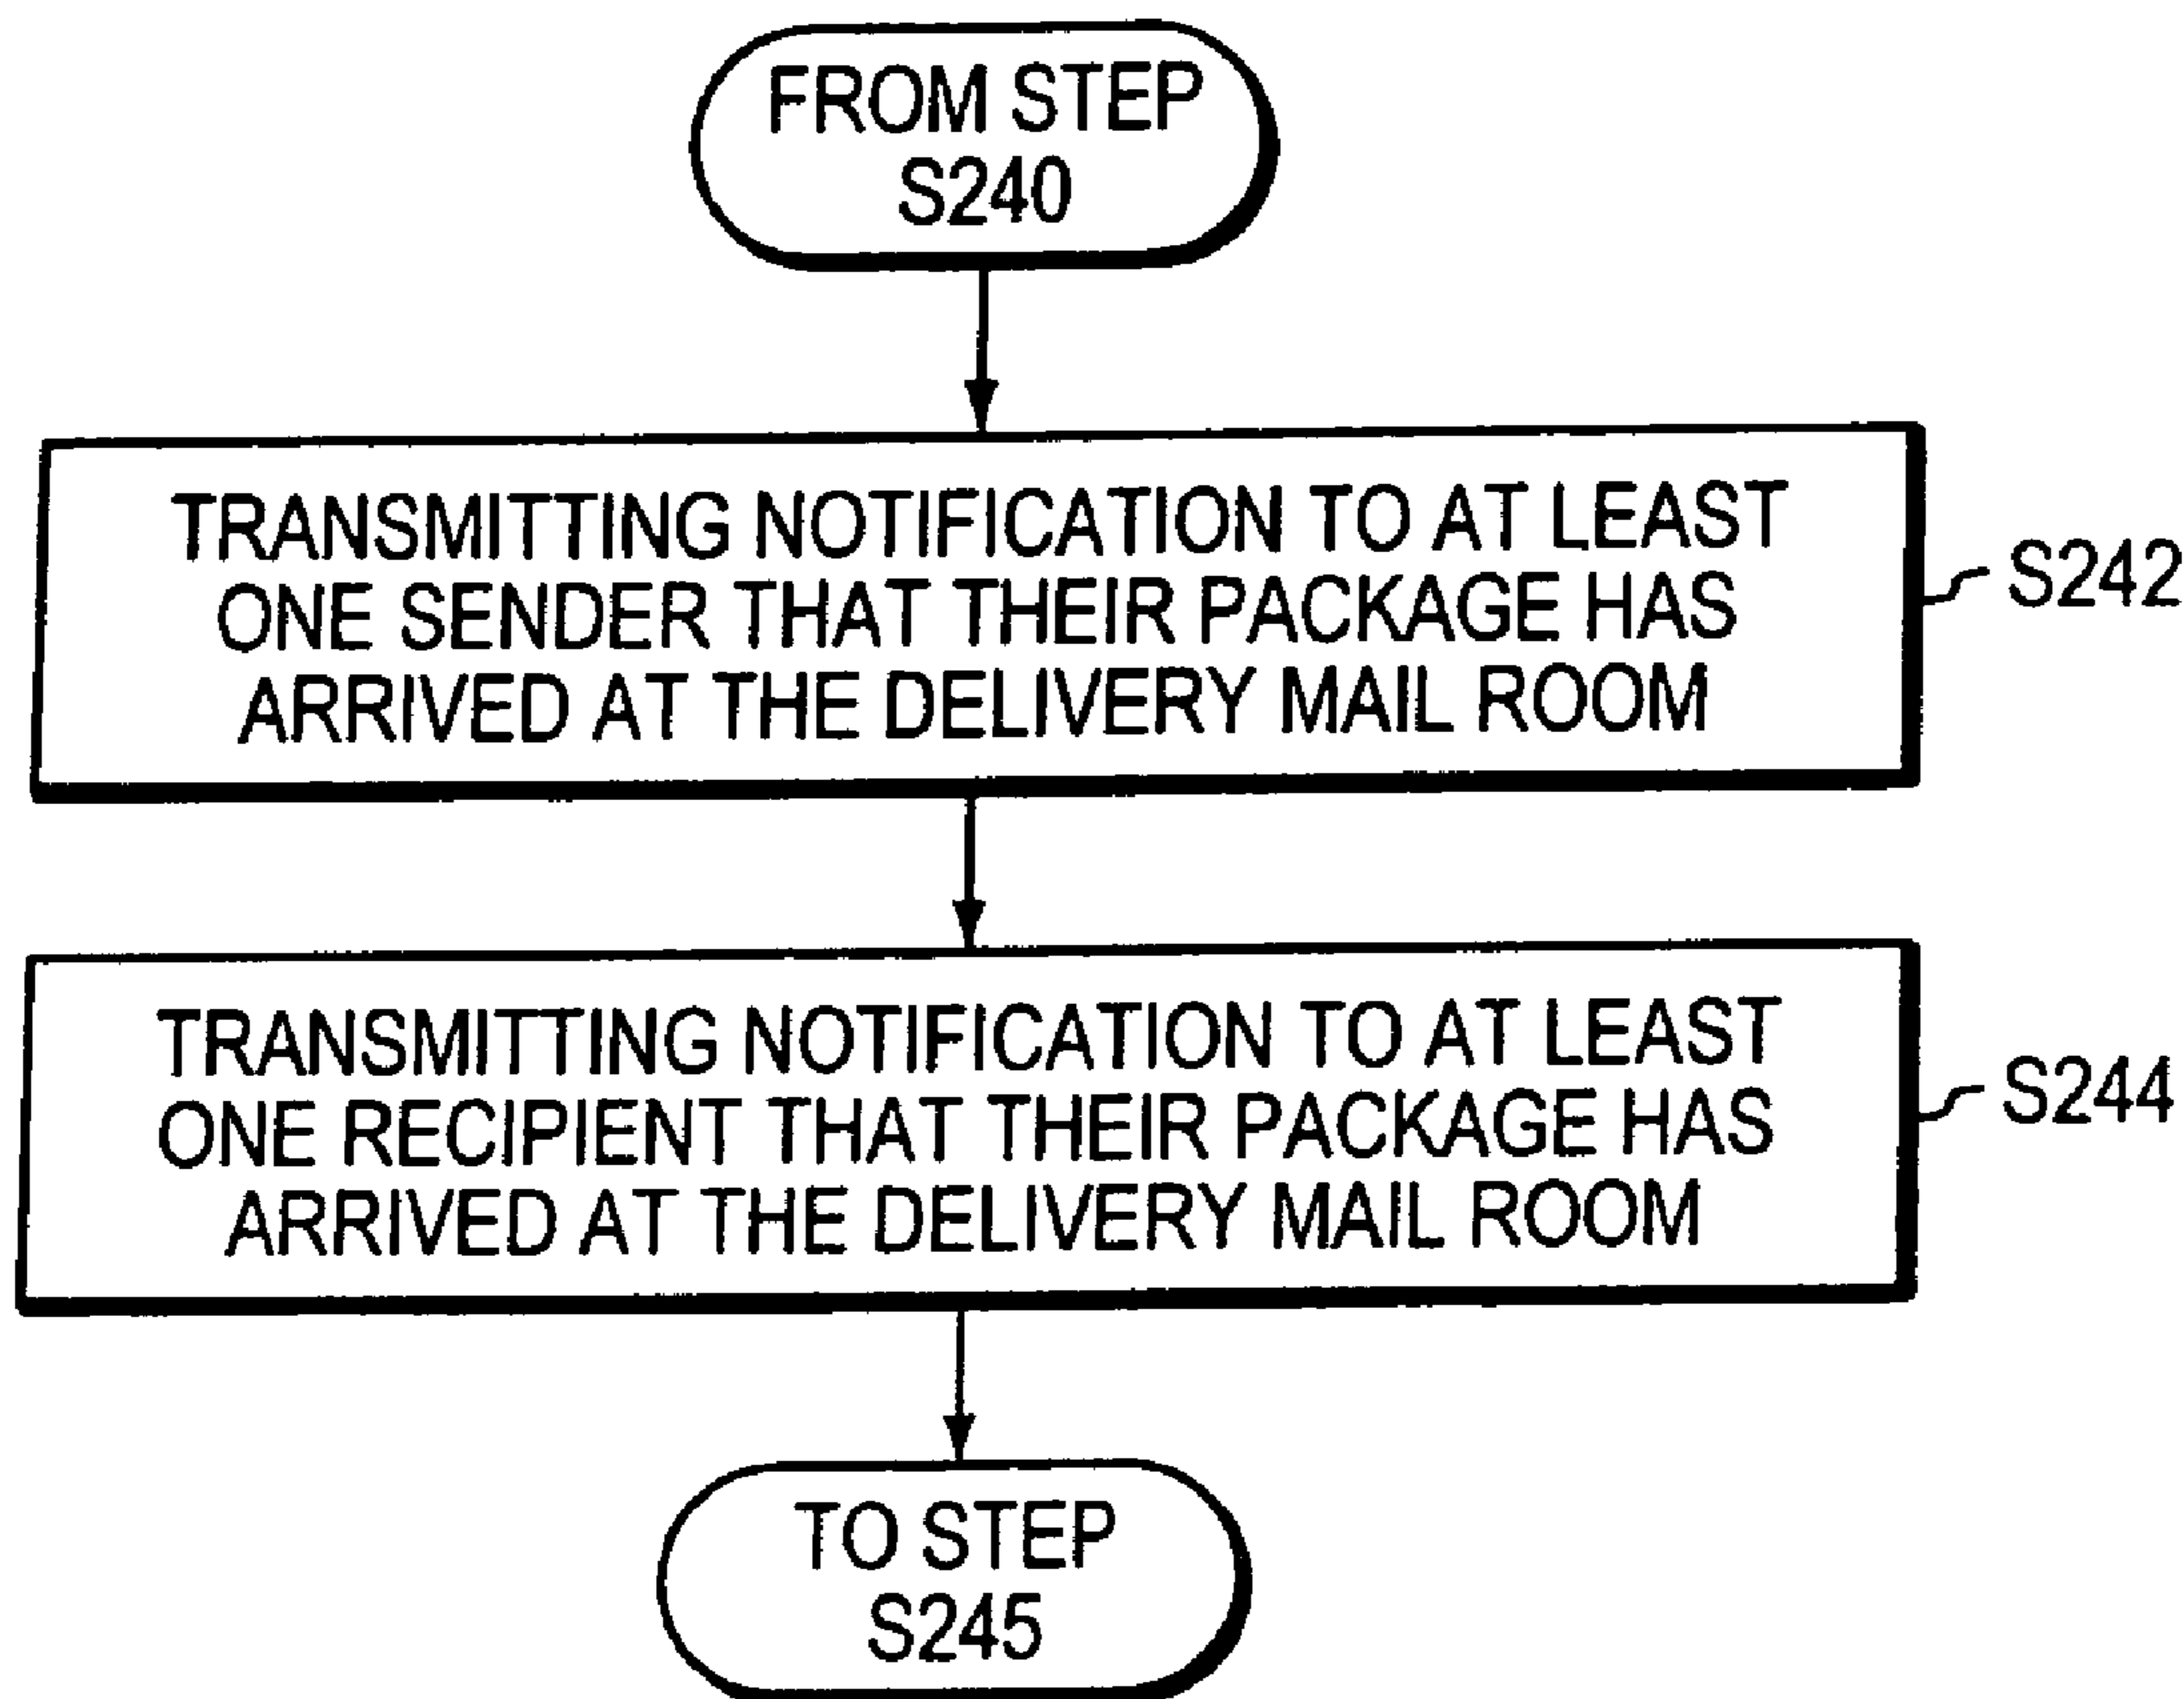 FROM STEP
S240
TRANSMITTING NOTIFICATION TO AT LEAST
ONE SENDER THAT THEIR PACKAGE HAS
ARRIVED AT THE DELIVERY MAIL ROOM
S242
TRANSMITTING NOTIFICATION TO AT LEAST
ONE RECIPIENT THAT THEIR PACKAGE HAS
ARRIVED AT THE DELIVERY MAIL ROOM
S244
TO STEP
S245